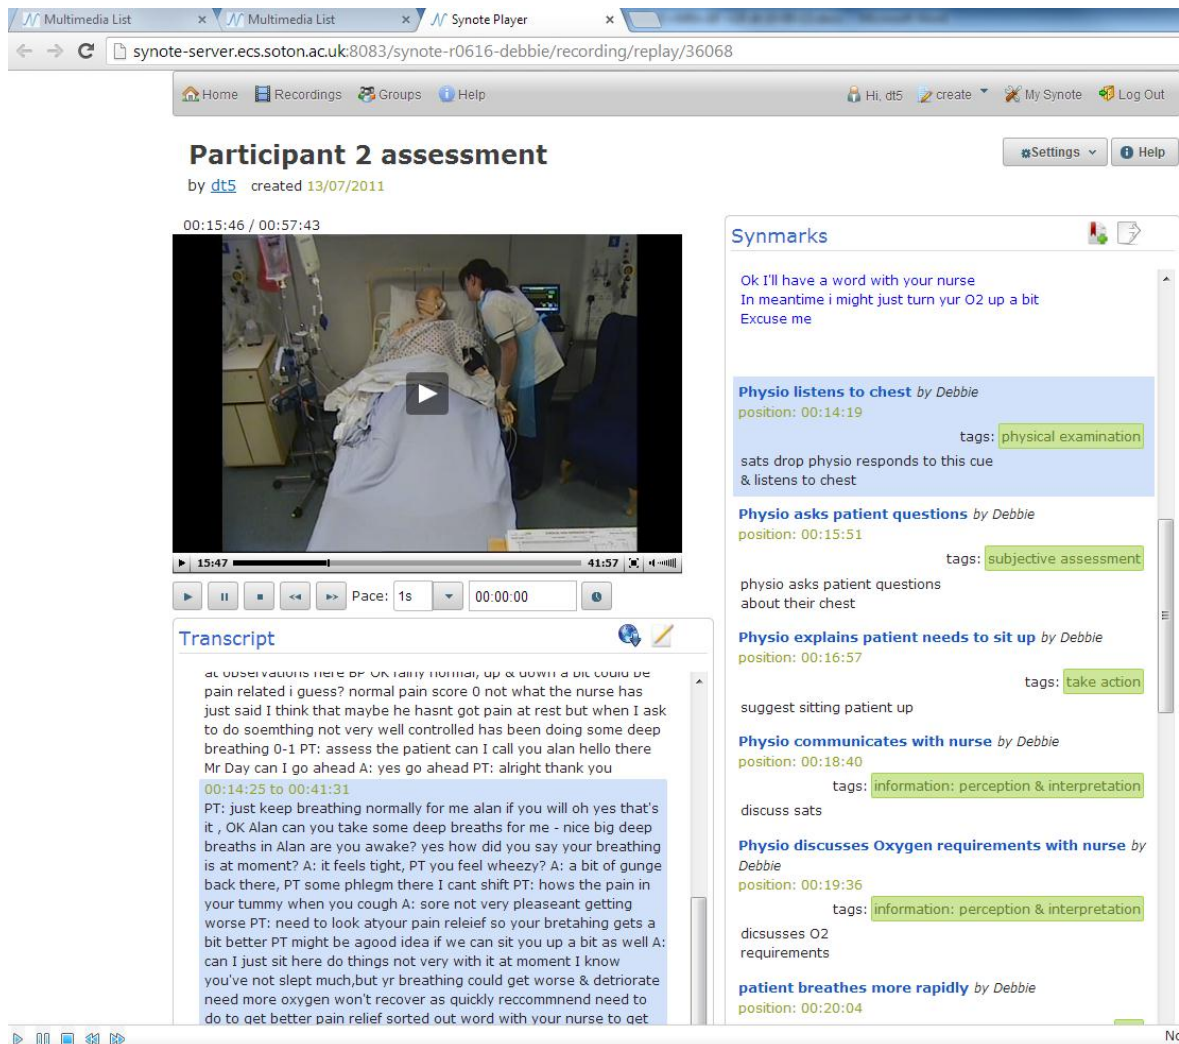 Multimedia List
Multimedia List
Synote Player
synote-server.ecs.soton.ac.uk:8083/synote-r0616-debbie/recording/replay/36068
Home Recordings Groups Help Hi, dt5 create My Synote Log Out
Participant 2 assessment
Settings Help
by dt5 created 13/07/2011
00:15:46 / 00:57:43
15:47 41:57
Pace: 1s 00:00:00
Transcript
at observations here BP OK fairly normal, up & down a bit could be
pain related i guess? normal pain score 0 not what the nurse has
just said I think that maybe he hasnt got pain at rest but when I ask
to do soemthing not very well controlled has been doing some deep
breathing 0-1 PT: assess the patient can I call you alan hello there
Mr Day can I go ahead A: yes go ahead PT: alright thank you
00:14:25 to 00:41:31
PT: just keep breathing normally for me alan if you will oh yes that's
it , OK Alan can you take some deep breaths for me - nice big deep
breaths in Alan are you awake? yes how did you say your breathing
is at moment? A: it feels tight, PT you feel wheezy? A: a bit of gunge
back there, PT some phlegm there I cant shift PT: hows the pain in
your tummy when you cough A: sore not very pleaseant getting
worse PT: need to look atyour pain releief so your bretahing gets a
bit better PT might be agood idea if we can sit you up a bit as well A:
can I just sit here do things not very with it at moment I know
you've not slept much,but yr breathing could get worse & detriorate
need more oxygen won't recover as quickly reccommnend need to
do to get better pain relief sorted out word with your nurse to get
Synmarks
Ok I'll have a word with your nurse
In meantime i might just turn yur O2 up a bit
Excuse me
Physio listens to chest by Debbie
position: 00:14:19
tags: physical examination
sats drop physio responds to this cue
& listens to chest
Physio asks patient questions by Debbie
position: 00:15:51
tags: subjective assessment
physio asks patient questions
about their chest
Physio explains patient needs to sit up by Debbie
position: 00:16:57
tags: take action
suggest sitting patient up
Physio communicates with nurse by Debbie
position: 00:18:40
tags: information: perception & interpretation
discuss sats
Physio discusses Oxygen requirements with nurse by
Debbie
position: 00:19:36
tags: information: perception & interpretation
dicsusses O2
requirements
patient breathes more rapidly by Debbie
position: 00:20:04